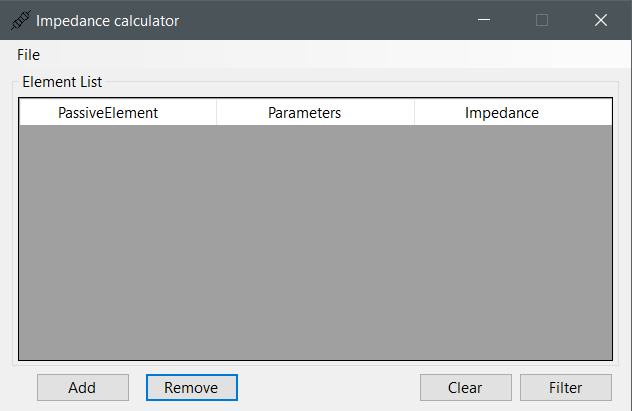 Impedance calculator
File
Element List
PassiveElement Parameters Impedance
Add Remove Clear Filter